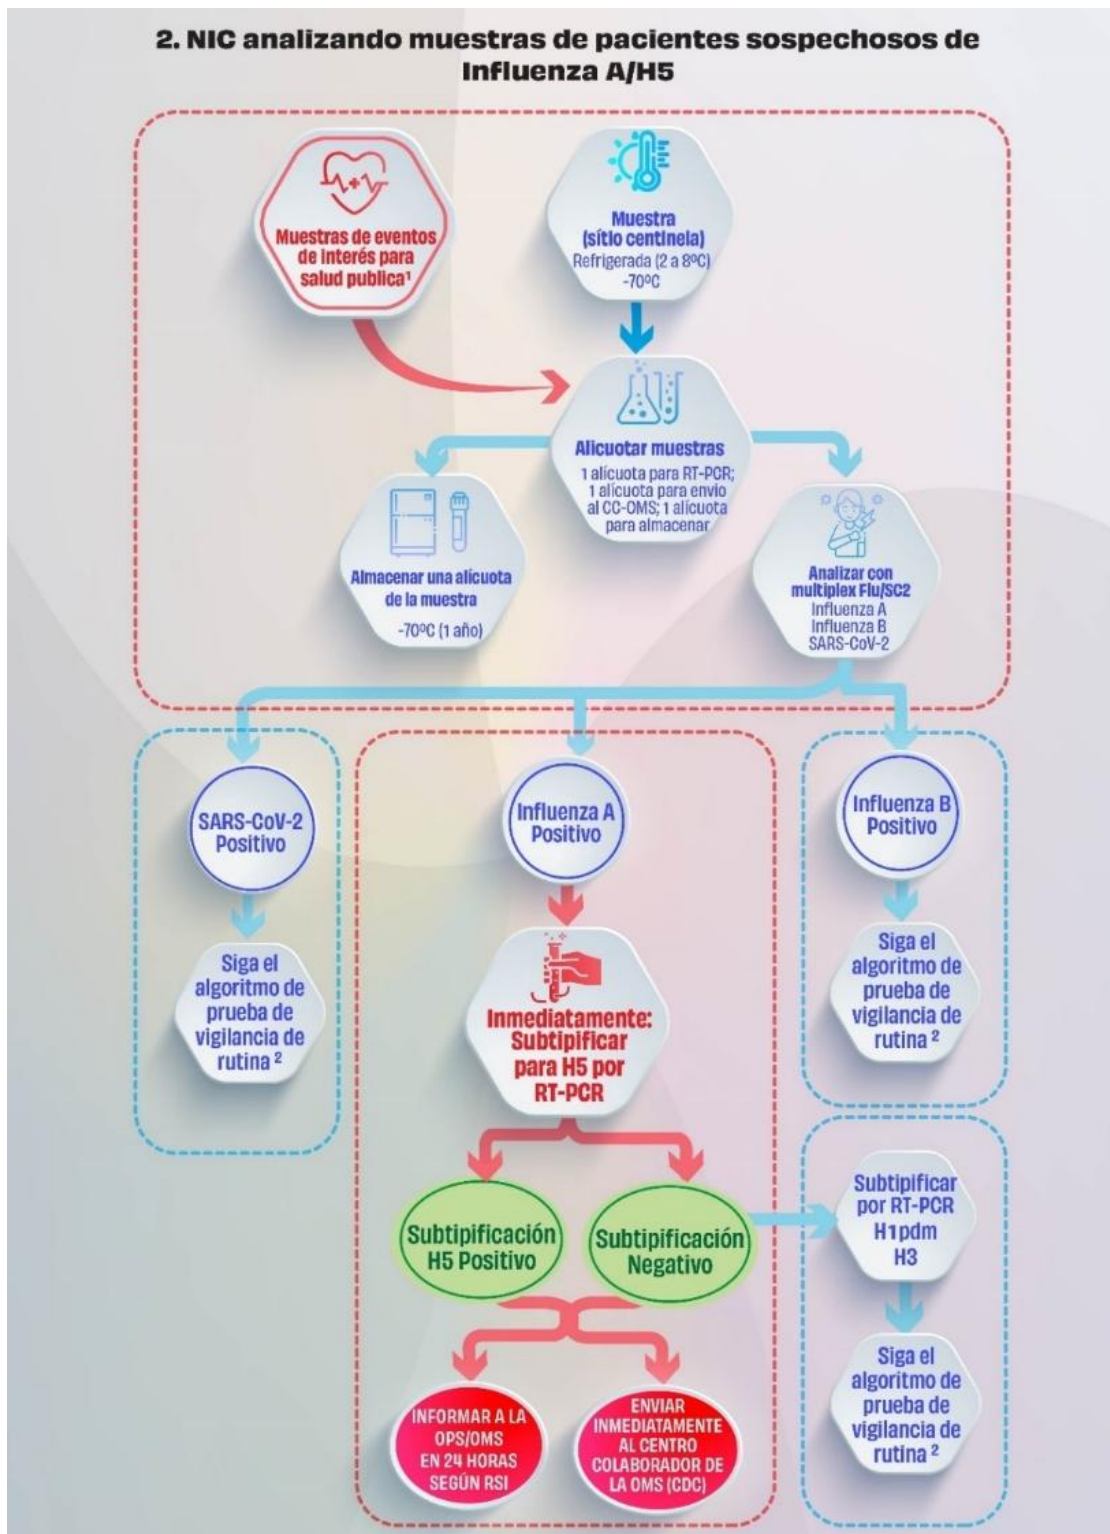 2. NIC analizando muestras de pacientes sospechosos de
Influenza A/H5
Muestras de eventos
de interés para
salud publica¹
Muestra
(sítio centinela)
Refrigerada (2 a 8ºC)
-70ºC
Alicuotar muestras
1 alícuota para RT-PCR;
1 alícuota para envio
al CC-OMS; 1 alícuota
para almacenar
Almacenar una alícuota
de la muestra
-70ºC (1 año)
Analizar con
multiplex Flu/SC2
Influenza A
Influenza B
SARS-CoV-2
SARS-CoV-2
Positivo
Influenza A
Positivo
Influenza B
Positivo
Siga el
algoritmo de
prueba de
vigilancia de
rutina ²
Inmediatamente:
Subtipificar
para H5 por
RT-PCR
Siga el
algoritmo de
prueba de
vigilancia de
rutina ²
Subtipificación
H5 Positivo
Subtipificación
Negativo
Subtipificar
por RT-PCR
H1pdm
H3
INFORMAR A LA
OPS/OMS
EN 24 HORAS
SEGÚN RSI
ENVIAR
INMEDIATAMENTE
AL CENTRO
COLABORADOR DE
LA OMS (CDC)
Siga el
algoritmo de
prueba de
vigilancia de
rutina ²